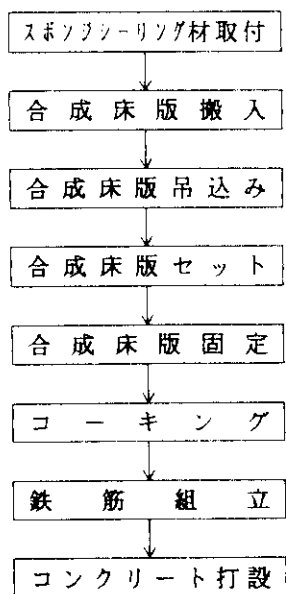 スポンジシーリング材取付
合成床版搬入
合成床版吊込み
合成床版セット
合成床版固定
コーキング
鉄筋組立
コンクリート打設